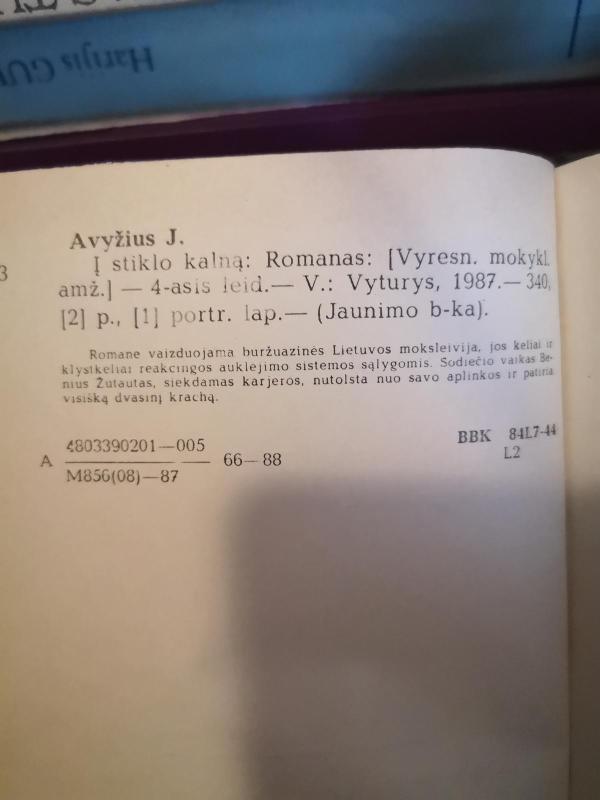 Harijs GU
3
Avyžius J.
Į stiklo kalną: Romanas: [Vyresn. mokykl.
amž.] — 4-asis leid.— V.: Vyturys, 1987.— 340,
[2] p., [1] portr. lap.— (Jaunimo b-ka).
Romane vaizduojama buržuazinės Lietuvos moksleivija, jos keliai ir
klystkeliai reakcingos auklėjimo sistemos sąlygomis. Sodiečio vaikas Be-
nius Žutautas, siekdamas karjeros, nutolsta nuo savo aplinkos ir patiria
visišką dvasinį krachą.
4803390201—005
A — 66—88
M856(08)—87
BBK 84L7-44
L2